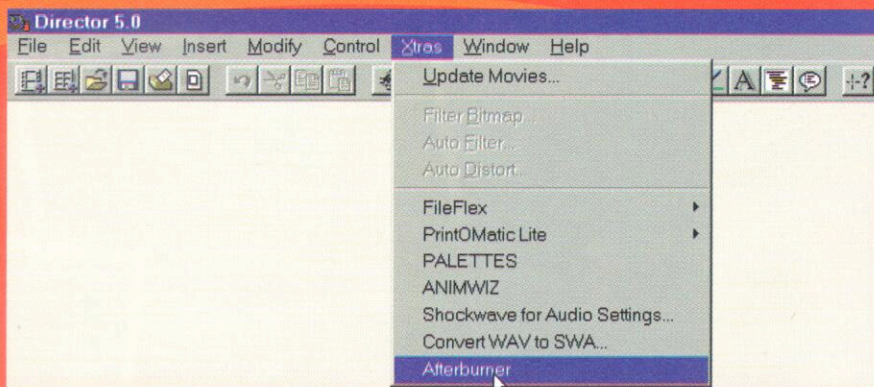 Director 5.0
File Edit View Insert Modify Control Xtras Window Help
A ?
Update Movies...
Filter Bitmap...
Auto Filter...
Auto Distort...
FileFlex
PrintOMatic Lite
PALETTES
ANIMWIZ
Shockwave for Audio Settings...
Convert WAV to SWA...
Afterburner